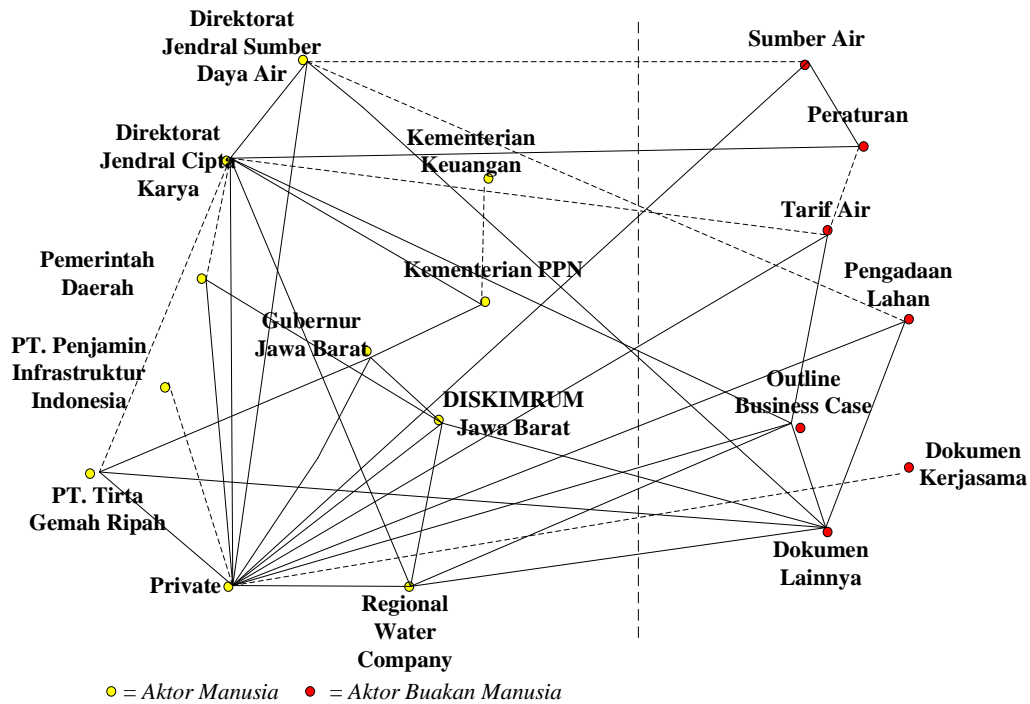 Direktorat
Jendral Sumber
Daya Air
Sumber Air
Peraturan
Direktorat
Jendral Cipta
Karya
Kementerian
Keuangan
Tarif Air
Pemerintah
Daerah
Kementerian PPN
Pengadaan
Lahan
Gubernur
Jawa Barat
PT. Penjamin
Infrastruktur
Indonesia
Outline
Business Case
DISKIMRUM
Jawa Barat
Dokumen
Kerjasama
PT. Tirta
Gemah Ripah
Dokumen
Lainnya
Private
Regional
Water
Company
= Aktor Manusia = Aktor Buakan Manusia